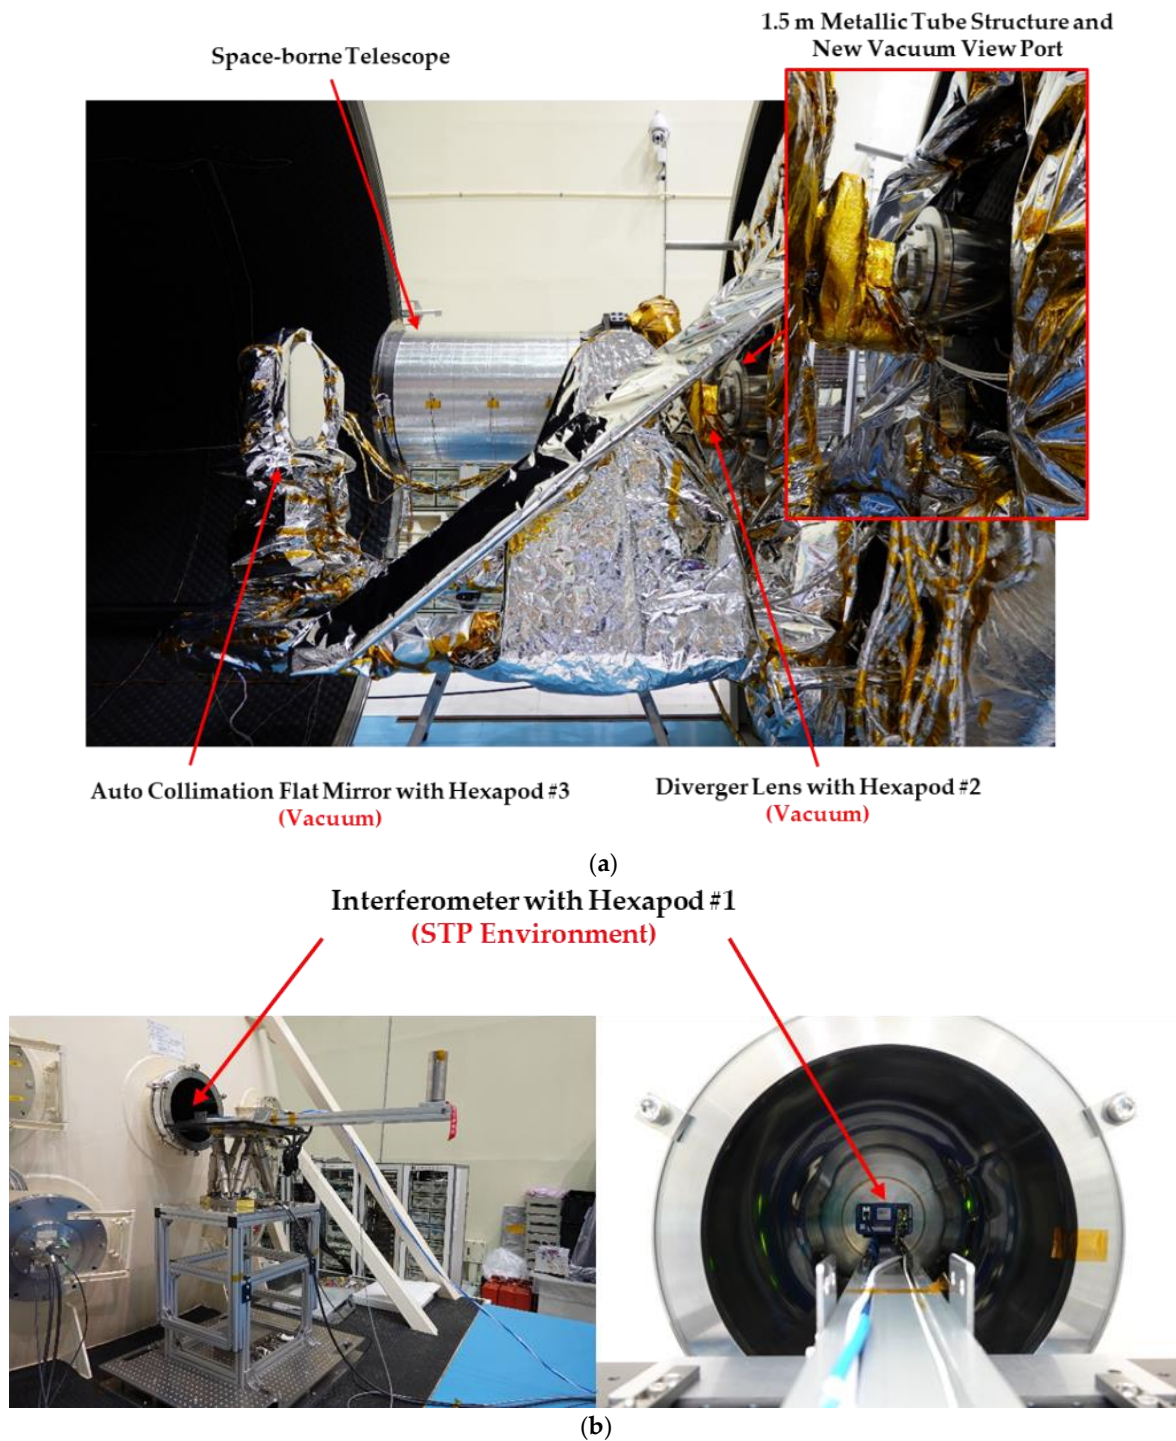 1.5 m Metallic Tube Structure and
New Vacuum View Port
Space-borne Telescope
Auto Collimation Flat Mirror with Hexapod #3
(Vacuum)
Diverger Lens with Hexapod #2
(Vacuum)
(a)
Interferometer with Hexapod #1
(STP Environment)
(b)